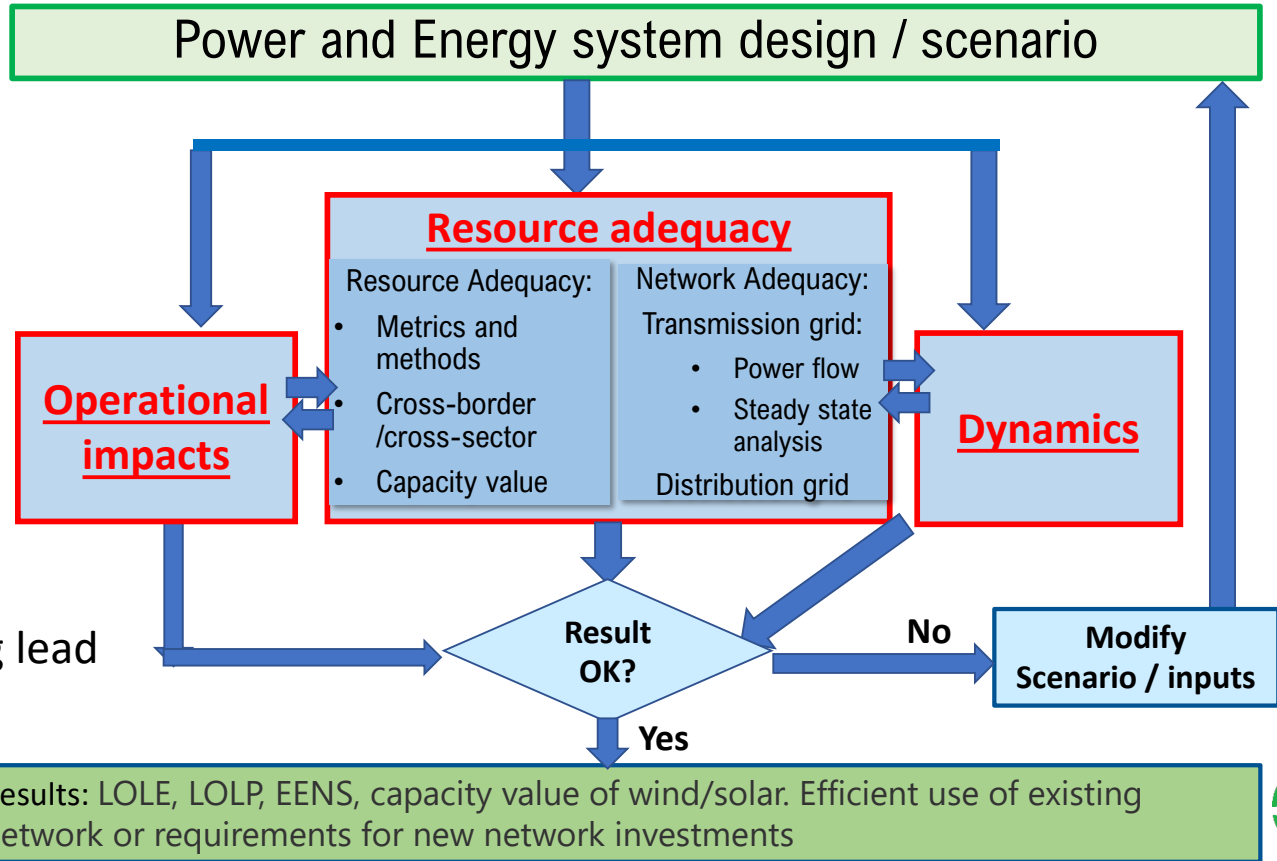 Power and Energy system design / scenario
Resource adequacy
Resource Adequacy:
• Metrics and
methods
• Cross-border
/cross-sector
• Capacity value
Network Adequacy:
Transmission grid:
• Power flow
• Steady state
analysis
Distribution grid
Operational
impacts
Dynamics
lead
Result
OK?
No
Modify
Scenario / inputs
Yes
esults: LOLE, LOLP, EENS, capacity value of wind/solar. Efficient use of existing
etwork or requirements for new network investments